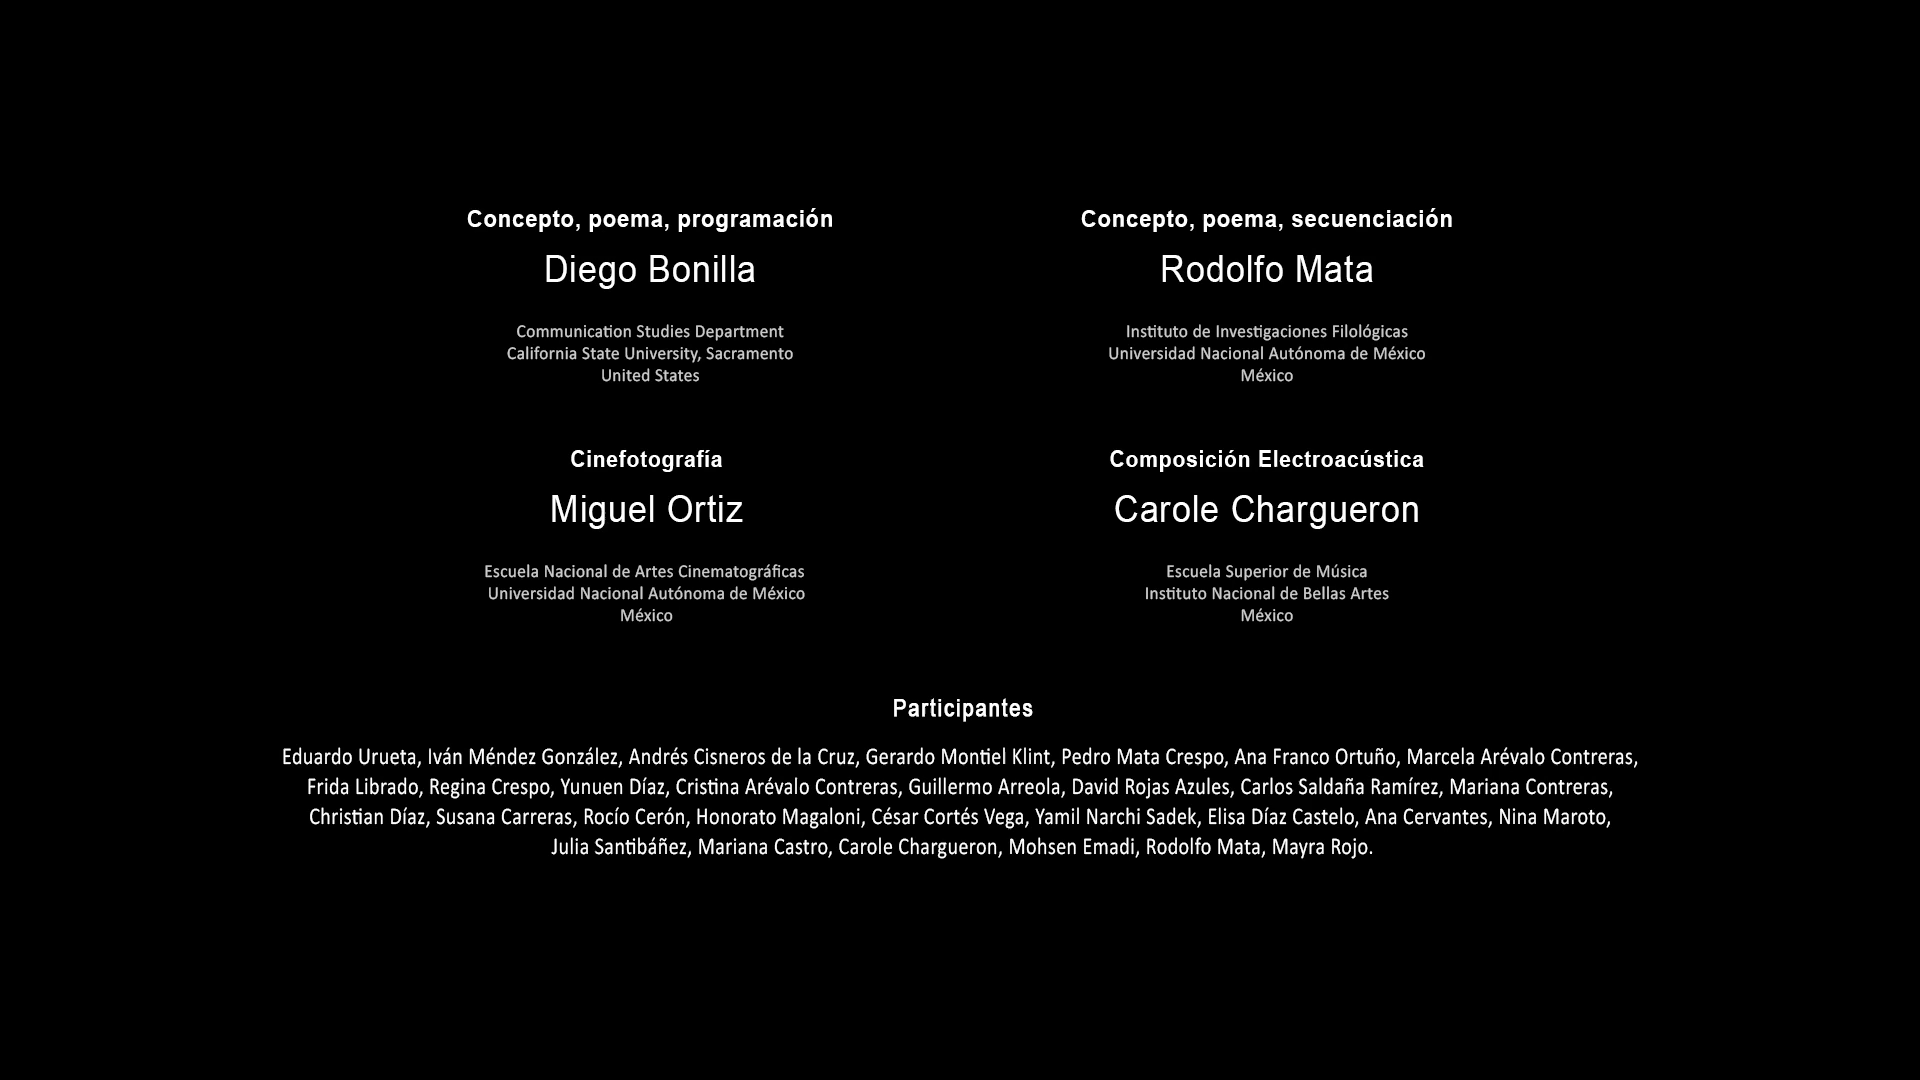 Concepto, poema, programación
Diego Bonilla
Communication Studies Department
California State University, Sacramento
United States
Concepto, poema, secuenciación
Rodolfo Mata
Instituto de Investigaciones Filológicas
Universidad Nacional Autónoma de México
México
Cinefotografía
Miguel Ortiz
Escuela Nacional de Artes Cinematográficas
Universidad Nacional Autónoma de México
México
Composición Electroacústica
Carole Chargueron
Escuela Superior de Música
Instituto Nacional de Bellas Artes
México
Participantes
Eduardo Urueta, Iván Méndez González, Andrés Cisneros de la Cruz, Gerardo Montiel Klint, Pedro Mata Crespo, Ana Franco Ortuño, Marcela Arévalo Contreras,
Frida Librado, Regina Crespo, Yunuen Díaz, Cristina Arévalo Contreras, Guillermo Arreola, David Rojas Azules, Carlos Saldaña Ramírez, Mariana Contreras,
Christian Díaz, Susana Carreras, Rocío Cerón, Honorato Magaloni, César Cortés Vega, Yamil Narchi Sadek, Elisa Díaz Castelo, Ana Cervantes, Nina Maroto,
Julia Santibáñez, Mariana Castro, Carole Chargueron, Mohsen Emadi, Rodolfo Mata, Mayra Rojo.